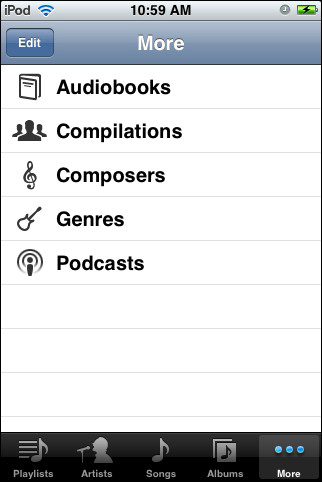 iPod 10:59 AM
Edit More
Audiobooks
Compilations
Composers
Genres
Podcasts
Playlists Artists Songs Albums More